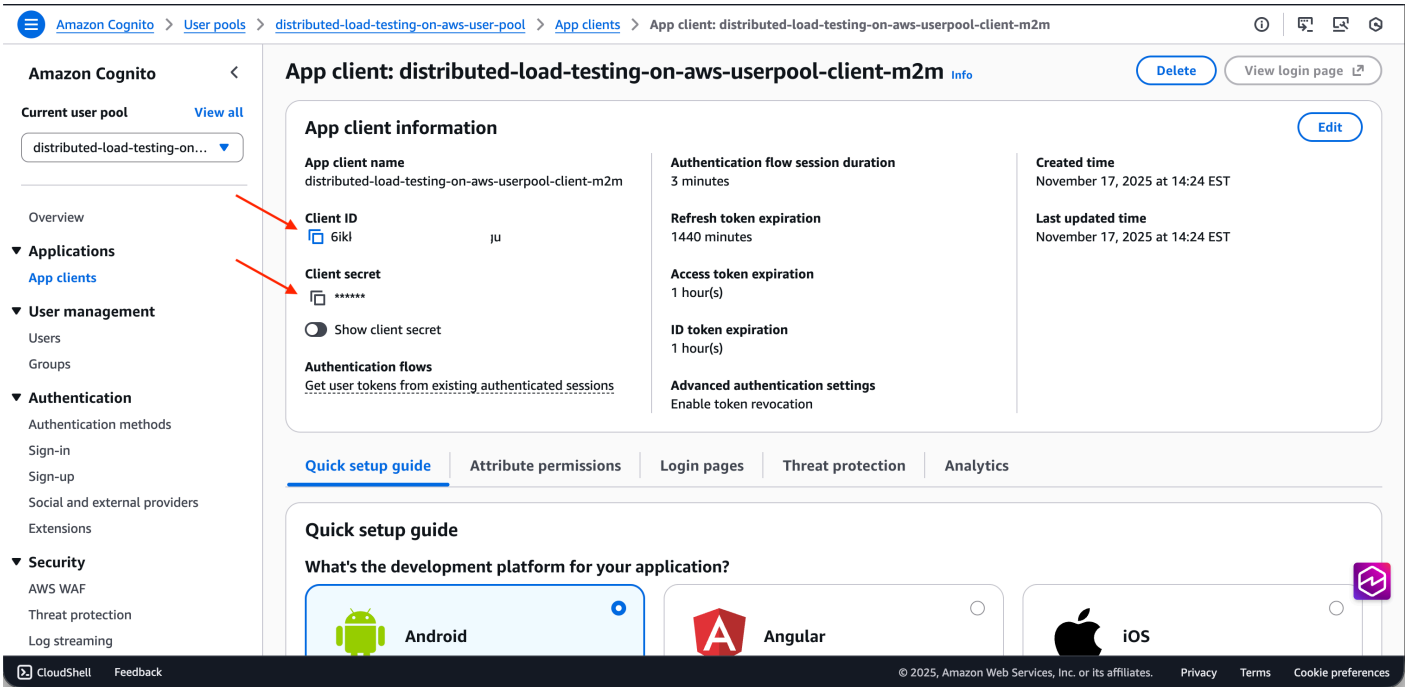 Amazon Cognito > User pools > distributed-load-testing-on-aws-user-pool > App clients > App client: distributed-load-testing-on-aws-userpool-client-m2m
Amazon Cognito
Current user pool View all
distributed-load-testing-on...
Overview
Applications
App clients
User management
Users
Groups
Authentication
Authentication methods
Sign-in
Sign-up
Social and external providers
Extensions
Security
AWS WAF
Threat protection
Log streaming
App client: distributed-load-testing-on-aws-userpool-client-m2m Info
Delete
View login page
App client information
Edit
App client name
distributed-load-testing-on-aws-userpool-client-m2m
Client ID
Client secret
******
Show client secret
Authentication flows
Get user tokens from existing authenticated sessions
Authentication flow session duration
3 minutes
Refresh token expiration
1440 minutes
Access token expiration
1 hour(s)
ID token expiration
1 hour(s)
Advanced authentication settings
Enable token revocation
Created time
November 17, 2025 at 14:24 EST
Last updated time
November 17, 2025 at 14:24 EST
Quick setup guide
Attribute permissions
Login pages
Threat protection
Analytics
Quick setup guide
What's the development platform for your application?
Android
Angular
iOS
CloudShell Feedback
© 2025, Amazon Web Services, Inc. or its affiliates. Privacy Terms Cookie preferences